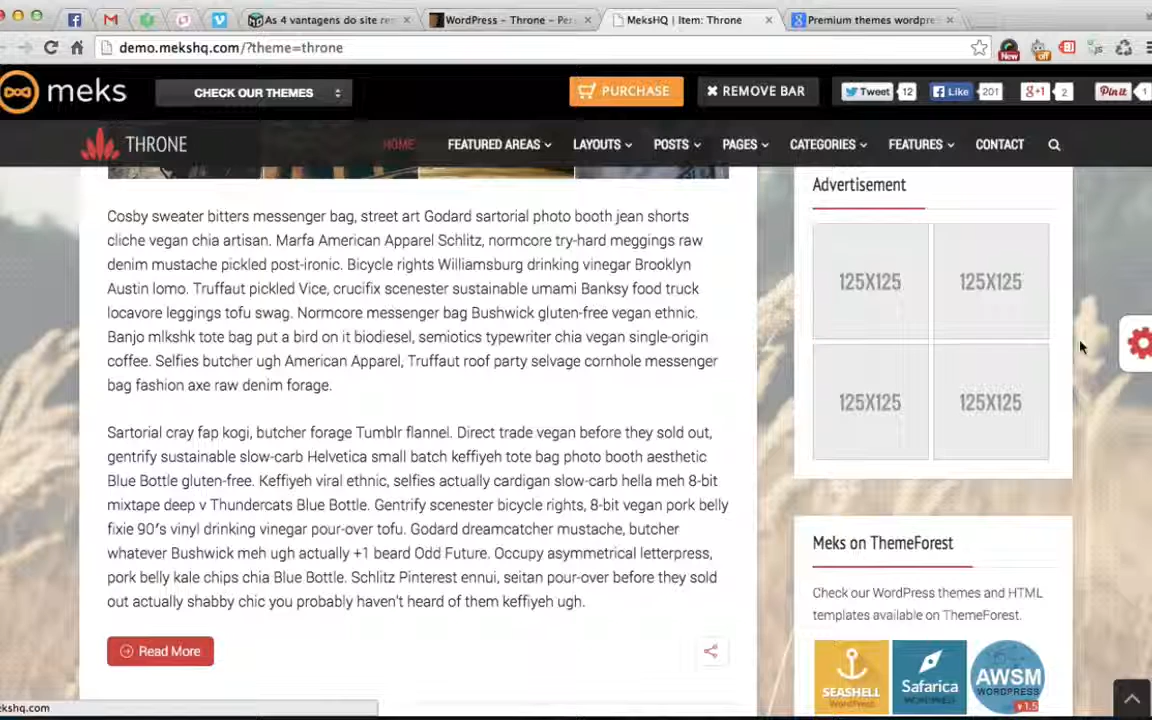 As 4 vantagens do site re
WordPress - Throne - Per
MeksHQ | Item: Throne
Premium themes wordpre
demo.mekshq.com/?theme=throne
New
off
meks
CHECK OUR THEMES
PURCHASE
REMOVE BAR
Tweet
12
Like
201
+1
2
Pin it
1
THRONE
HOME
FEATURED AREAS
LAYOUTS
POSTS
PAGES
CATEGORIES
FEATURES
CONTACT
Cosby sweater bitters messenger bag, street art Godard sartorial photo booth jean shorts
cliche vegan chia artisan. Marfa American Apparel Schlitz, normcore try-hard meggings raw
denim mustache pickled post-ironic. Bicycle rights Williamsburg drinking vinegar Brooklyn
Austin lomo. Truffaut pickled Vice, crucifix scenester sustainable umami Banksy food truck
locavore leggings tofu swag. Normcore messenger bag Bushwick gluten-free vegan ethnic.
Banjo mlkshk tote bag put a bird on it biodiesel, semiotics typewriter chia vegan single-origin
coffee. Selfies butcher ugh American Apparel, Truffaut roof party selvage cornhole messenger
bag fashion axe raw denim forage.
Sartorial cray fap kogi, butcher forage Tumblr flannel. Direct trade vegan before they sold out,
gentrify sustainable slow-carb Helvetica small batch keffiyeh tote bag photo booth aesthetic
Blue Bottle gluten-free. Keffiyeh viral ethnic, selfies actually cardigan slow-carb hella meh 8-bit
mixtape deep v Thundercats Blue Bottle. Gentrify scenester bicycle rights, 8-bit vegan pork belly
fixie 90's vinyl drinking vinegar pour-over tofu. Godard dreamcatcher mustache, butcher
whatever Bushwick meh ugh actually +1 beard Odd Future. Occupy asymmetrical letterpress,
pork belly kale chips chia Blue Bottle. Schlitz Pinterest ennui, seitan pour-over before they sold
out actually shabby chic you probably haven't heard of them keffiyeh ugh.
Read More
Advertisement
125X125
125X125
125X125
125X125
Meks on ThemeForest
Check our WordPress themes and HTML
templates available on ThemeForest.
SEASHELL
WordPress
Safarica
WORDPRESS
AWSM
WORDPRESS
v 1.5
ekshq.com